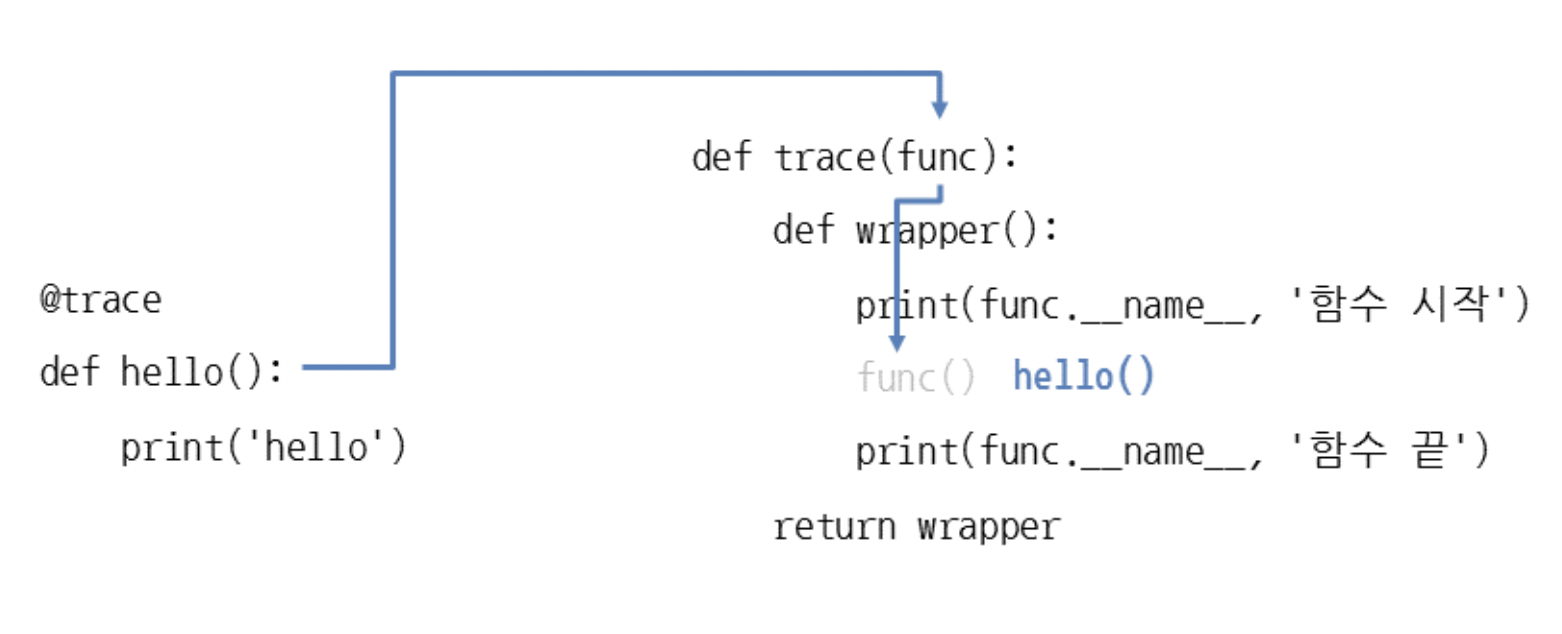 @trace
def hello():
print('hello')
def trace(func):
def wrapper():
print(func.__name__, '함수 시작')
func() hello()
print(func.__name__, '함수 끝')
return wrapper